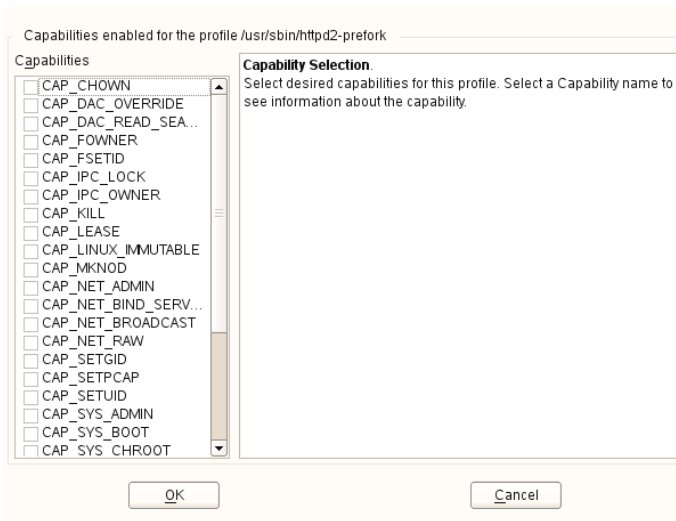 Capabilities enabled for the profile /usr/sbin/httpd2-prefork
Capabilities
CAP_CHOWN
CAP_DAC_OVERRIDE
CAP_DAC_READ_SEA...
CAP_FOWNER
CAP_FSETID
CAP_IPC_LOCK
CAP_IPC_OWNER
CAP_KILL
CAP_LEASE
CAP_LINUX_IMMUTABLE
CAP_MKNOD
CAP_NET_ADMIN
CAP_NET_BIND_SERV...
CAP_NET_BROADCAST
CAP_NET_RAW
CAP_SETGID
CAP_SETPCAP
CAP_SETUID
CAP_SYS_ADMIN
CAP_SYS_BOOT
CAP_SYS_CHROOT
Capability Selection.
Select desired capabilities for this profile. Select a Capability name to
see information about the capability.
OK
Cancel